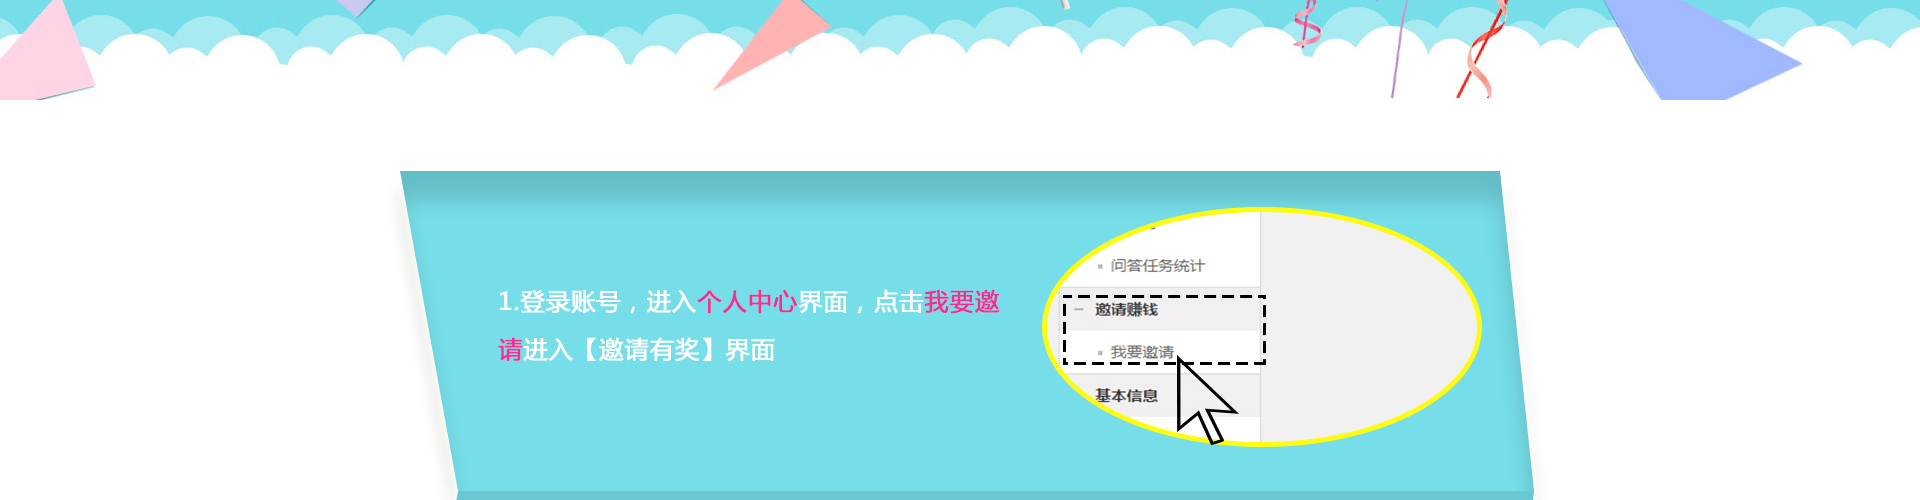 1.登录账号，进入个人中心界面，点击我要邀
请进入【邀请有奖】界面
问答任务统计
邀请赚钱
我要邀请
基本信息